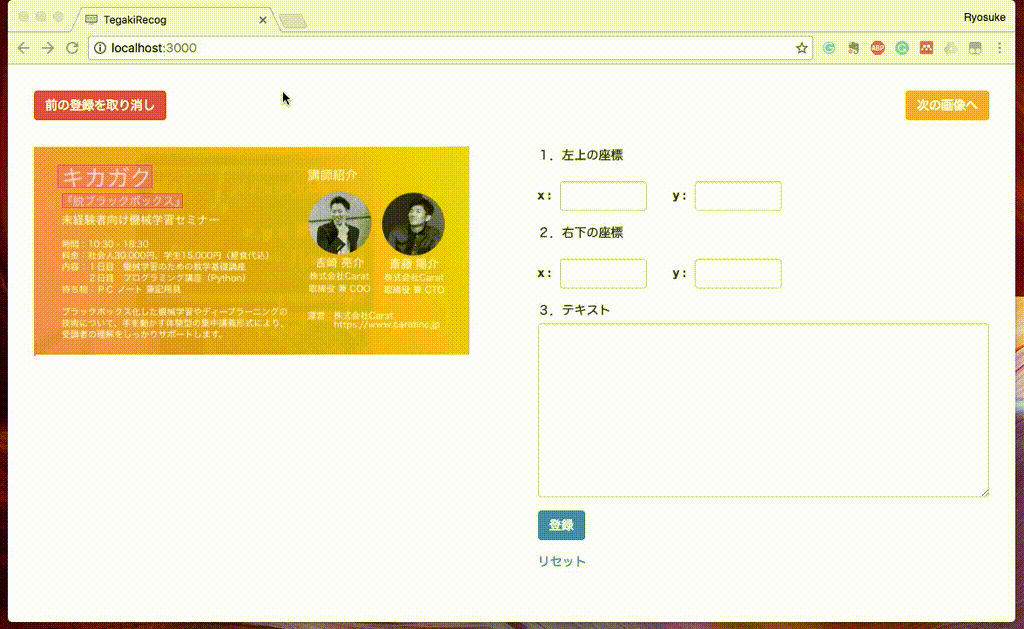 TegakiRecog
Ryosuke
localhost:3000
ABP
前の登録を取り消し
次の画像へ
キカガク
『脱ブラックボックス』
未経験者向け機械学習セミナー
時間：10:30 - 18:30
料金：社会人30,000円、学生15,000円（昼食代込）
内容：１日目　機械学習のための数学基礎講座
２日目　プログラミング講座（Python）
持ち物：ＰＣ ノート 筆記用具
ブラックボックス化した機械学習やディープラーニングの
技術について、手を動かす体験型の集中講義形式により、
受講者の理解をしっかりサポートします。
講師紹介
吉崎 亮介
株式会社Carat
取締役 兼 COO
齋藤 陽介
株式会社Carat
取締役 兼 CTO
運営：株式会社Carat
https://www.caratinc.jp
１．左上の座標
x： y：
２．右下の座標
x： y：
３．テキスト
登録
リセット